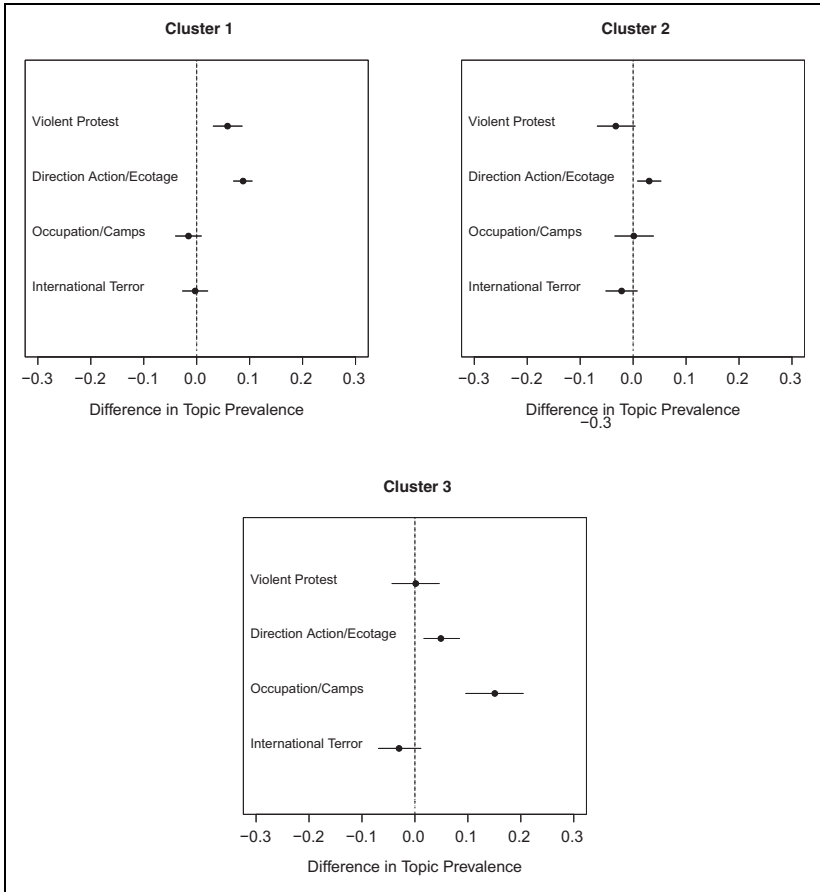 Cluster 1
Violent Protest
Direction Action/Ecotage
Occupation/Camps
International Terror
−0.3 −0.2 −0.1 0.0 0.1 0.2 0.3
Difference in Topic Prevalence
Cluster 2
Violent Protest
Direction Action/Ecotage
Occupation/Camps
International Terror
−0.3 −0.2 −0.1 0.0 0.1 0.2 0.3
Difference in Topic Prevalence
−0.3
Cluster 3
Violent Protest
Direction Action/Ecotage
Occupation/Camps
International Terror
−0.3 −0.2 −0.1 0.0 0.1 0.2 0.3
Difference in Topic Prevalence